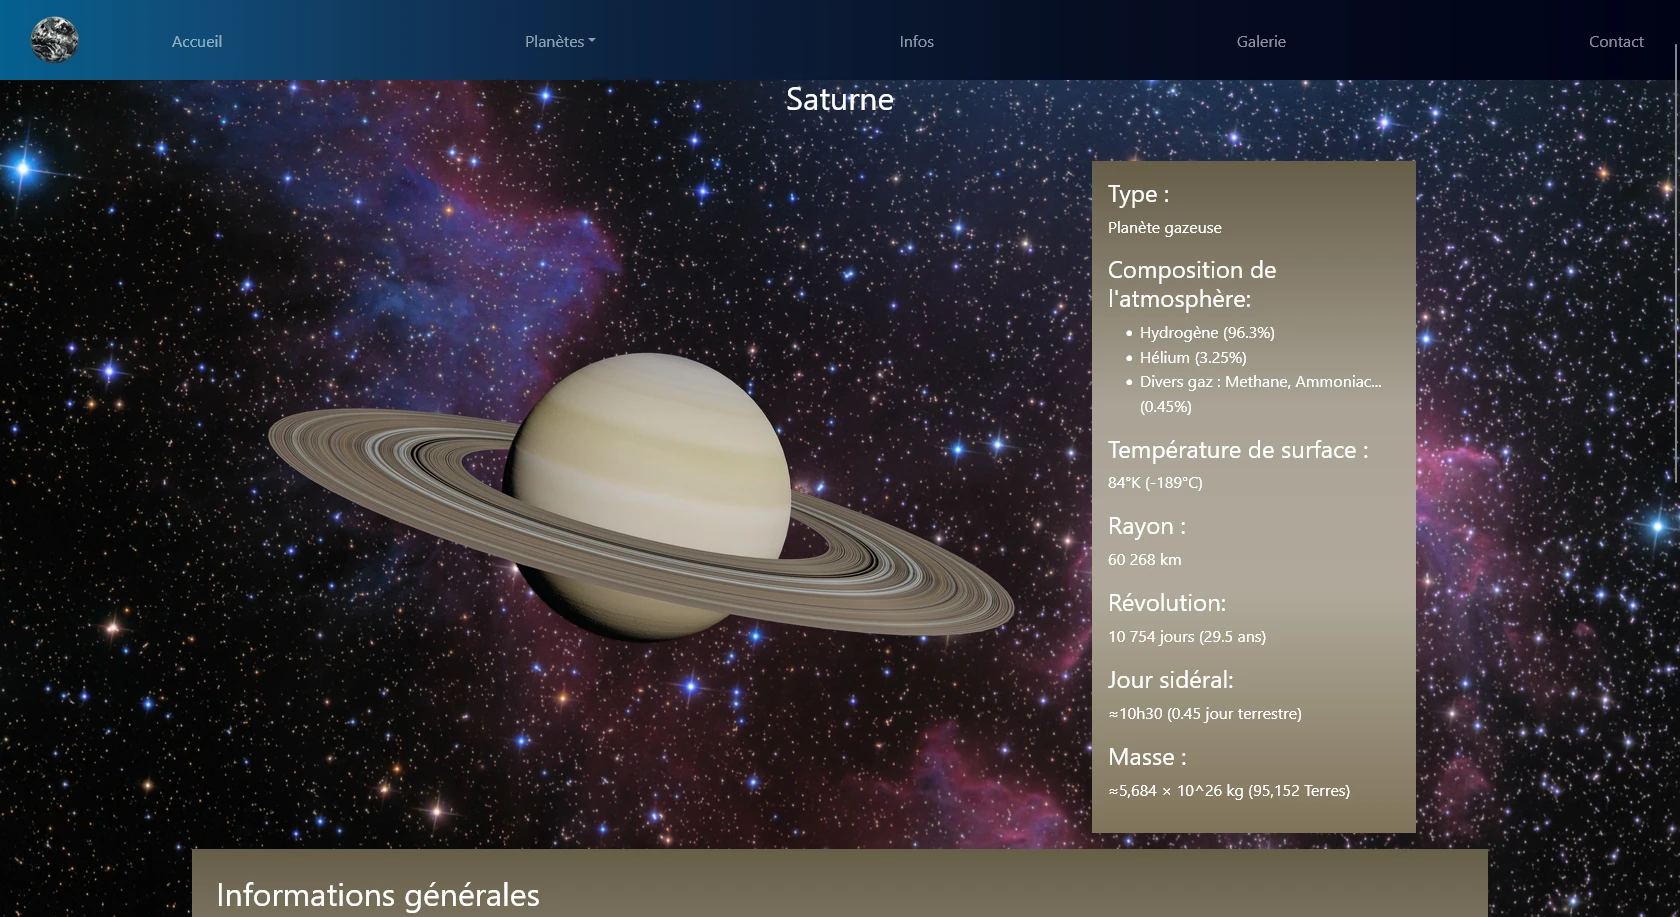 Accueil
Planètes
Infos
Galerie
Contact
Saturne
Type :
Planète gazeuse
Composition de
l'atmosphère:
• Hydrogène (96.3%)
• Hélium (3.25%)
• Divers gaz : Methane, Ammoniac...
(0.45%)
Température de surface :
84°K (-189°C)
Rayon :
60 268 km
Révolution:
10 754 jours (29.5 ans)
Jour sidéral:
≈10h30 (0.45 jour terrestre)
Masse :
≈5,684 × 10^26 kg (95,152 Terres)
Informations générales